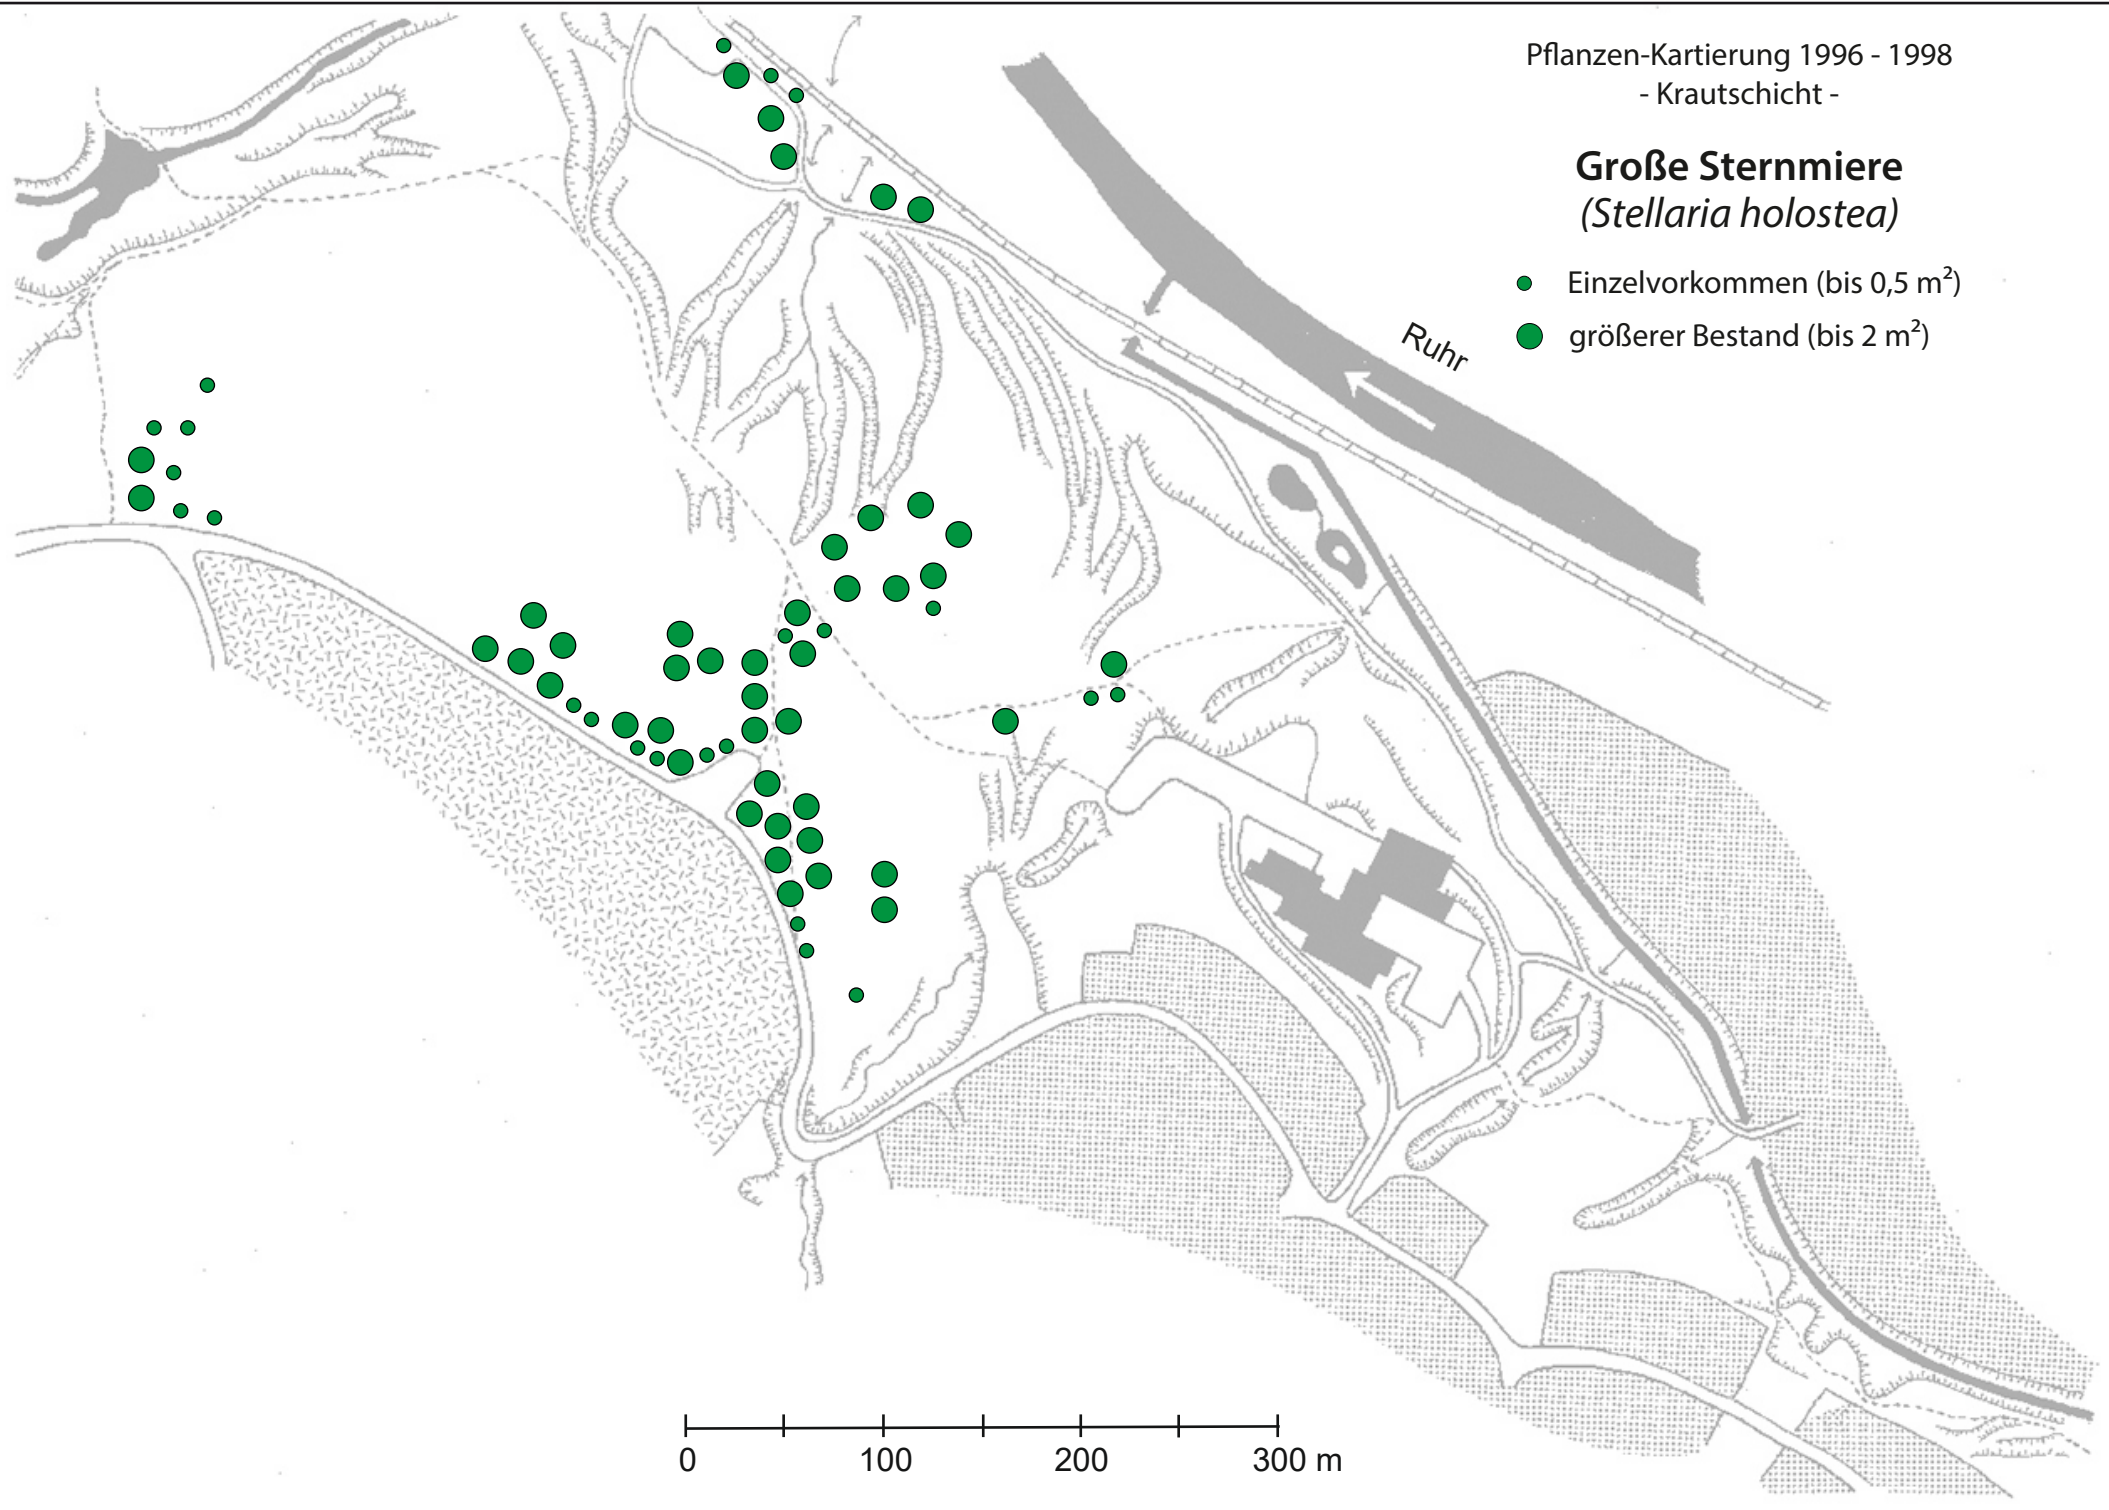 Pflanzen-Kartierung 1996 - 1998
- Krautschicht -
Große Sternmiere
(Stellaria holostea)
Einzelvorkommen (bis 0,5 m²)
größerer Bestand (bis 2 m²)
Ruhr
0 100 200 300 m